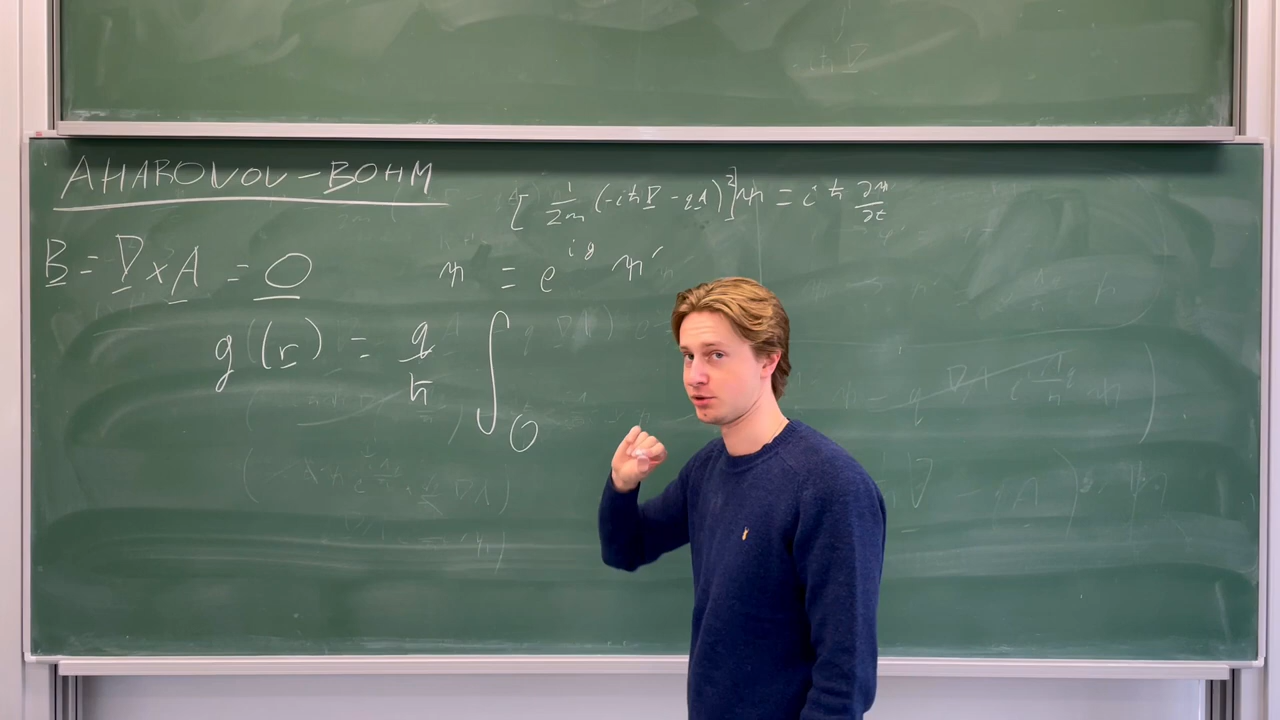 AHARONOV-BOHM
[ 1/2m (-iħ∇ - qA)²]ψ = iħ ∂ψ/∂t
B = ∇ × A = 0
ψ = e^{ig} ψ′
g(r) = q/ħ ∫_O